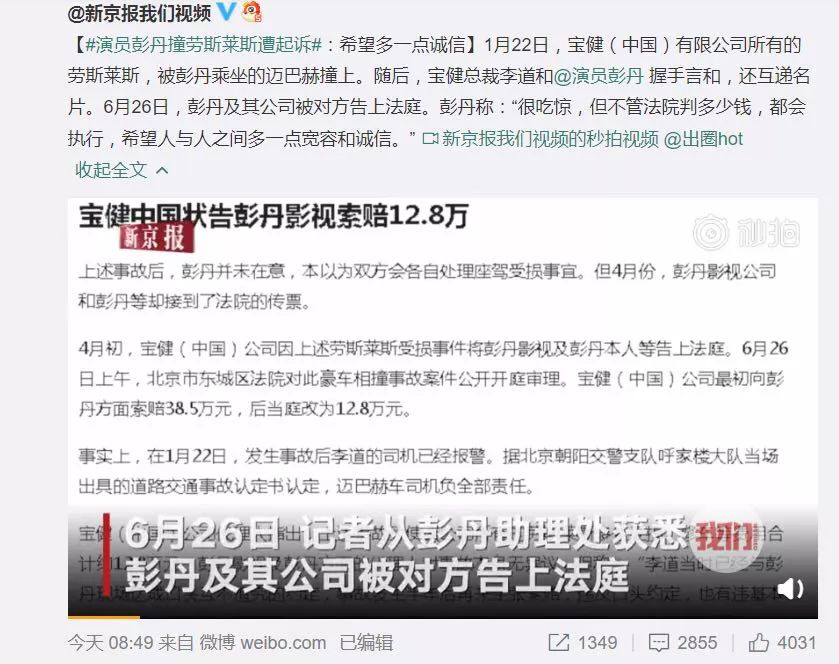 @新京报我们视频
【#演员彭丹撞劳斯莱斯遭起诉#：希望多一点诚信】1月22日，宝健（中国）有限公司所有的
劳斯莱斯，被彭丹乘坐的迈巴赫撞上。随后，宝健总裁李道和@演员彭丹 握手言和，还互递名
片。6月26日，彭丹及其公司被对方告上法庭。彭丹称：“很吃惊，但不管法院判多少钱，都会
执行，希望人与人之间多一点宽容和诚信。” 新京报我们视频的秒拍视频 @出圈hot
收起全文
宝健中国状告彭丹影视索赔12.8万
新京报
秒拍
上述事故后，彭丹并未在意，本以为双方会各自处理座驾受损事宜。但4月份，彭丹影视公司
和彭丹等却接到了法院的传票。
4月初，宝健（中国）公司因上述劳斯莱斯受损事件将彭丹影视及彭丹本人等告上法庭。6月26
日上午，北京市东城区法院对此豪车相撞事故案件公开开庭审理。宝健（中国）公司最初向彭
丹方面索赔38.5万元，后当庭改为12.8万元。
事实上，在1月22日，发生事故后李道的司机已经报警。据北京朝阳交警支队呼家楼大队当场
出具的道路交通事故认定书认定，迈巴赫车司机负全部责任。
6月26日 记者从彭丹助理处获悉
我们
彭丹及其公司被对方告上法庭
今天 08:49 来自 微博 weibo.com 已编辑 1349 2855 4031